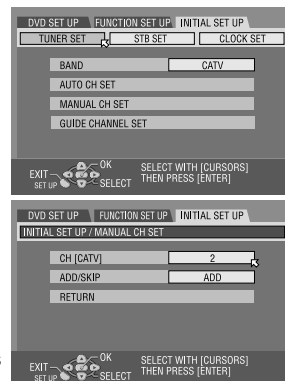 DVD SET UP FUNCTION SET UP INITIAL SET UP
TUNER SET STB SET CLOCK SET
BAND CATV
AUTO CH SET
MANUAL CH SET
GUIDE CHANNEL SET
OK
EXIT
SET UP
SELECT
SELECT WITH [CURSORS]
THEN PRESS [ENTER]
DVD SET UP FUNCTION SET UP INITIAL SET UP
INITIAL SET UP / MANUAL CH SET
CH [CATV] 2
ADD/SKIP ADD
RETURN
OK
EXIT
SET UP
SELECT
SELECT WITH [CURSORS]
THEN PRESS [ENTER]